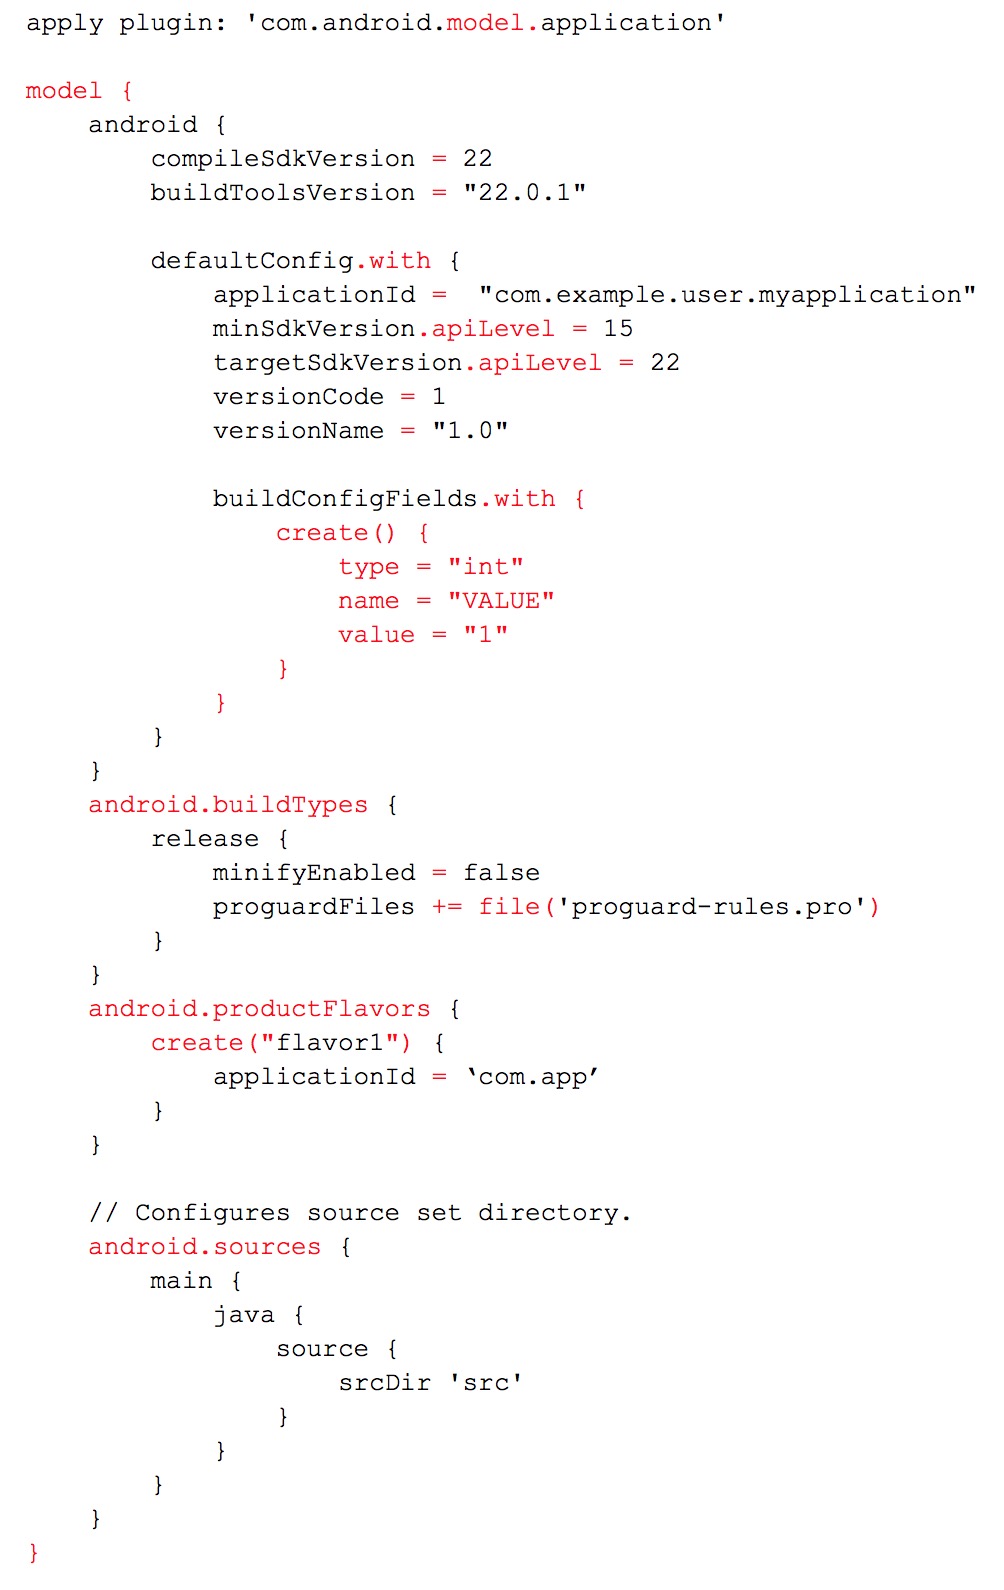 apply plugin: 'com.android.model.application'

model {
    android {
        compileSdkVersion = 22
        buildToolsVersion = "22.0.1"

        defaultConfig.with {
            applicationId =  "com.example.user.myapplication"
            minSdkVersion.apiLevel = 15
            targetSdkVersion.apiLevel = 22
            versionCode = 1
            versionName = "1.0"

            buildConfigFields.with {
                create() {
                    type = "int"
                    name = "VALUE"
                    value = "1"
                }
            }
        }
    }
    android.buildTypes {
        release {
            minifyEnabled = false
            proguardFiles += file('proguard-rules.pro')
        }
    }
    android.productFlavors {
        create("flavor1") {
            applicationId = ‘com.app’
        }
    }

    // Configures source set directory.
    android.sources {
        main {
            java {
                source {
                    srcDir 'src'
                }
            }
        }
    }
}